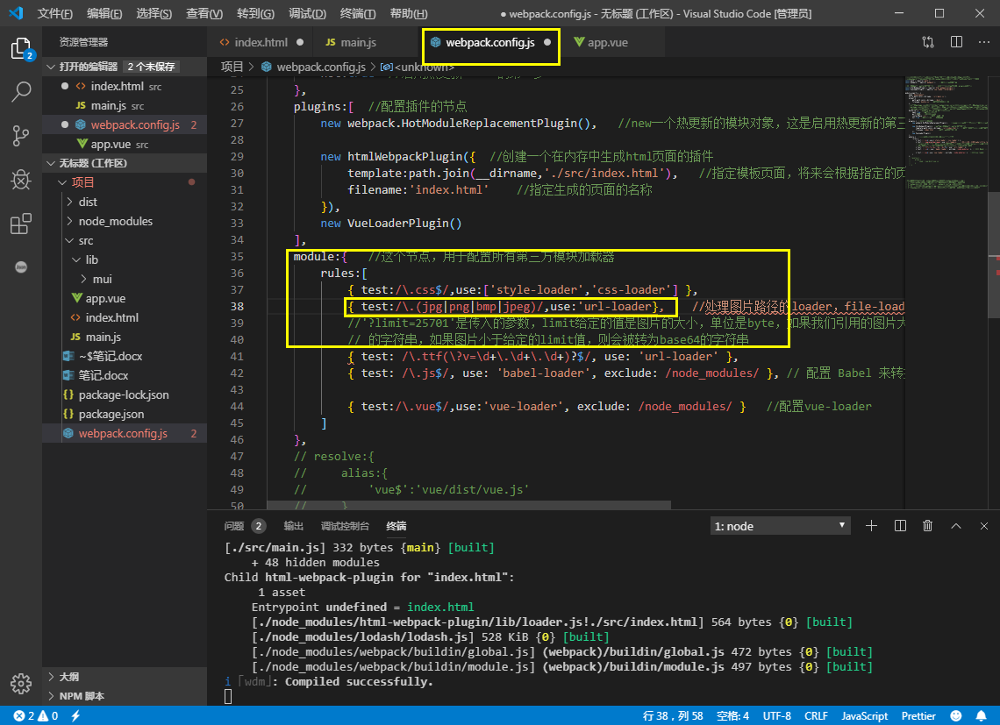 文件(F) 编辑(E) 选择(S) 查看(V) 转到(G) 调试(D) 终端(T) 帮助(H) ● webpack.config.js - 无标题 (工作区) - Visual Studio Code [管理员]
资源管理器
打开的编辑器 2 个未保存
index.html src
JS main.js src
webpack.config.js 2
app.vue src
无标题 (工作区)
项目
dist
node_modules
src
lib
mui
app.vue
index.html
JS main.js
~$笔记.docx
笔记.docx
{} package-lock.json
{} package.json
webpack.config.js 2
大纲
NPM 脚本
<> index.html ● JS main.js webpack.config.js ● app.vue
项目 > webpack.config.js > <unknown>
25 },
26 plugins:[ //配置插件的节点
27 new webpack.HotModuleReplacementPlugin(), //new一个热更新的模块对象，这是启用热更新的第三
28
29 new htmlWebpackPlugin({ //创建一个在内存中生成html页面的插件
30 template:path.join(__dirname,'./src/index.html'), //指定模板页面，将来会根据指定的页
31 filename:'index.html' //指定生成的页面的名称
32 }),
33 new VueLoaderPlugin()
34 ],
35 module:{ //这个节点，用于配置所有第三方模块加载器
36 rules:[
37 { test:/\.css$/,use:['style-loader','css-loader'] },
38 { test:/\.(jpg|png|bmp|jpeg)/,use:'url-loader}, //处理图片路径的loader，file-load
39 //'?limit=25701'是传入的参数，limit给定的值是图片的大小，单位是byte，如果我们引用的图片大
40 // 的字符串，如果图片小于给定的limit值，则会被转为base64的字符串
41 { test: /\.ttf(\?v=\d+\.\d+\.\d+)?$/, use: 'url-loader' },
42 { test: /\.js$/, use: 'babel-loader', exclude: /node_modules/ }, // 配置 Babel 来转
43
44 { test:/\.vue$/,use:'vue-loader', exclude: /node_modules/ } //配置vue-loader
45 ]
46 },
47 // resolve:{
48 // alias:{
49 // 'vue$':'vue/dist/vue.js'
50 // }
问题 2 输出 调试控制台 终端 1: node
[./src/main.js] 332 bytes {main} [built]
+ 48 hidden modules
Child html-webpack-plugin for "index.html":
1 asset
Entrypoint undefined = index.html
[./node_modules/html-webpack-plugin/lib/loader.js!./src/index.html] 564 bytes {0} [built]
[./node_modules/lodash/lodash.js] 528 KiB {0} [built]
[./node_modules/webpack/buildin/global.js] (webpack)/buildin/global.js 472 bytes {0} [built]
[./node_modules/webpack/buildin/module.js] (webpack)/buildin/module.js 497 bytes {0} [built]
i ｢wdm｣: Compiled successfully.
2 0 行 38，列 58 空格: 4 UTF-8 CRLF JavaScript Prettier